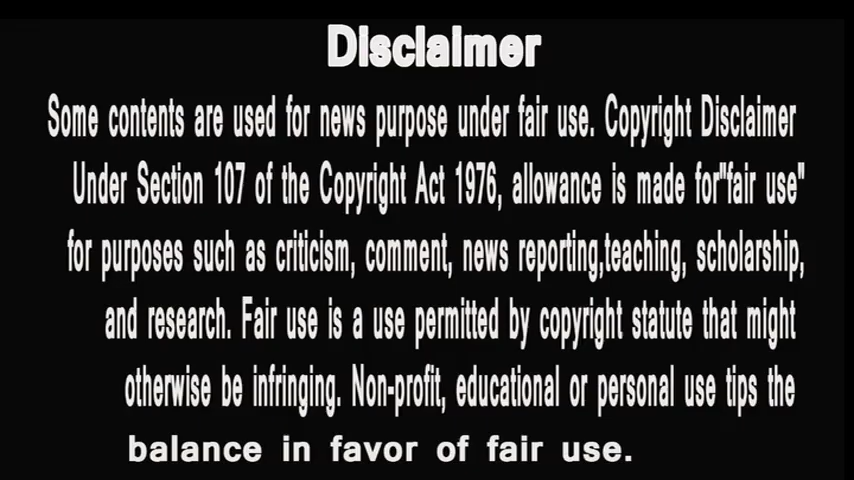 Disclaimer
Some contents are used for news purpose under fair use. Copyright Disclaimer
Under Section 107 of the Copyright Act 1976, allowance is made for"fair use"
for purposes such as criticism, comment, news reporting,teaching, scholarship,
and research. Fair use is a use permitted by copyright statute that might
otherwise be infringing. Non-profit, educational or personal use tips the
balance in favor of fair use.